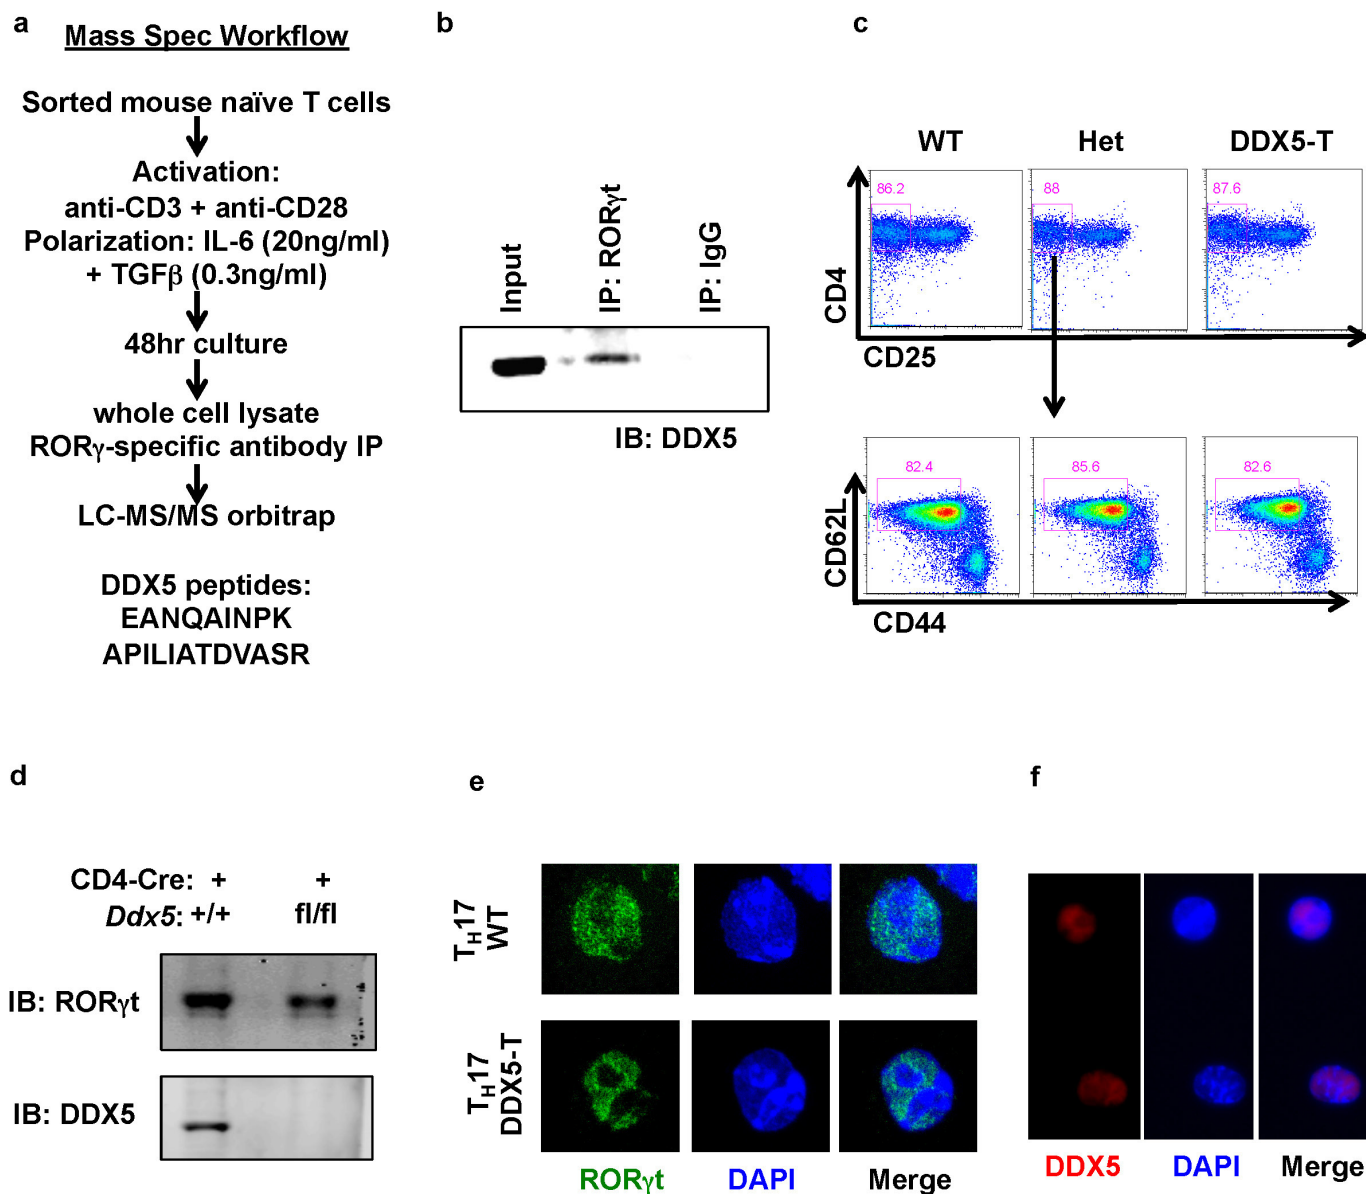 a
Mass Spec Workflow
Sorted mouse naïve T cells
Activation:
anti-CD3 + anti-CD28
Polarization: IL-6 (20ng/ml)
+ TGFβ (0.3ng/ml)
48hr culture
whole cell lysate
RORγ-specific antibody IP
LC-MS/MS orbitrap
DDX5 peptides:
EANQAINPK
APILIATDVASR
b
Input
IP: RORγt
IP: IgG
IB: DDX5
c
WT Het DDX5-T
86.2 88 87.6
CD4
CD25
82.4 85.6 82.6
CD62L
CD44
d
CD4-Cre: + +
Ddx5: +/+ fl/fl
IB: RORγt
IB: DDX5
e
TH17
WT
TH17
DDX5-T
RORγt DAPI Merge
f
DDX5 DAPI Merge